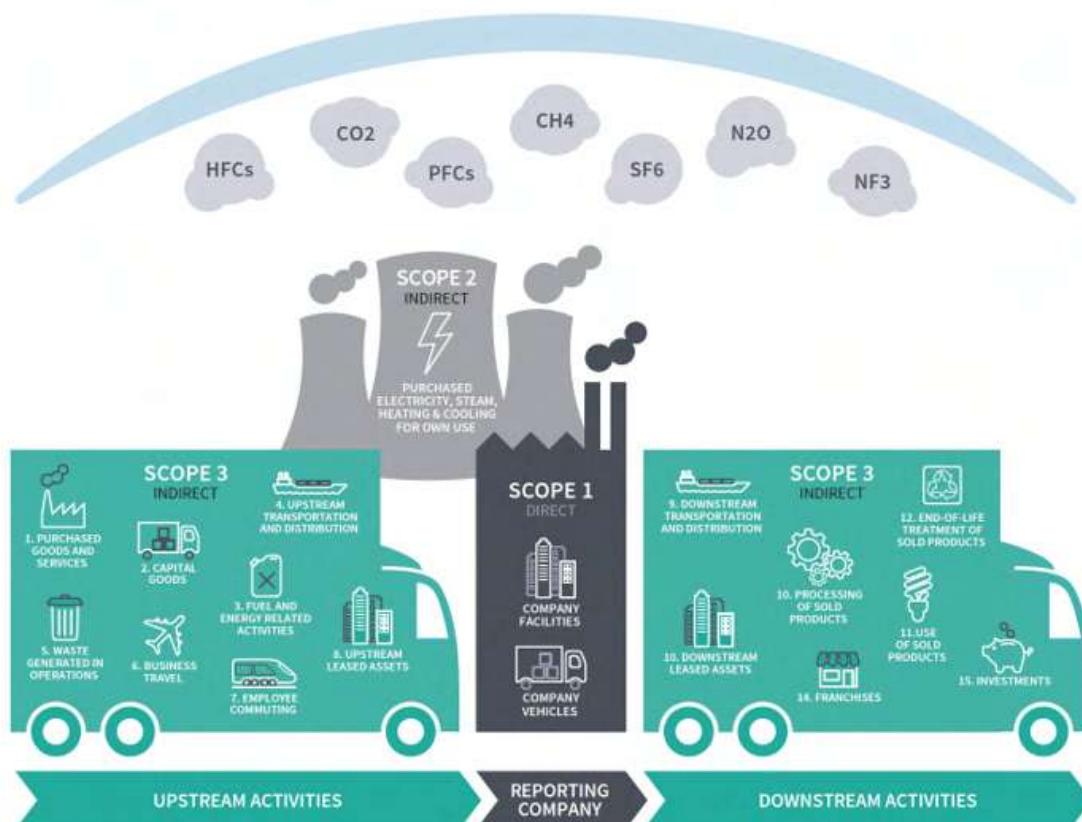 HFCs
CO2
PFCs
CH4
SF6
N2O
NF3
SCOPE 2
INDIRECT
PURCHASED
ELECTRICITY, STEAM,
HEATING & COOLING
FOR OWN USE
SCOPE 3
INDIRECT
1. PURCHASED
GOODS AND
SERVICES
2. CAPITAL
GOODS
3. FUEL AND
ENERGY RELATED
ACTIVITIES
4. UPSTREAM
TRANSPORTATION
AND DISTRIBUTION
5. WASTE
GENERATED IN
OPERATIONS
6. BUSINESS
TRAVEL
7. EMPLOYEE
COMMUTING
8. UPSTREAM
LEASED ASSETS
SCOPE 1
DIRECT
COMPANY
FACILITIES
COMPANY
VEHICLES
SCOPE 3
INDIRECT
9. DOWNSTREAM
TRANSPORTATION
AND DISTRIBUTION
10. PROCESSING
OF SOLD
PRODUCTS
11.USE
OF SOLD
PRODUCTS
12. END-OF-LIFE
TREATMENT OF
SOLD PRODUCTS
10. DOWNSTREAM
LEASED ASSETS
14. FRANCHISES
15. INVESTMENTS
UPSTREAM ACTIVITIES
REPORTING
COMPANY
DOWNSTREAM ACTIVITIES